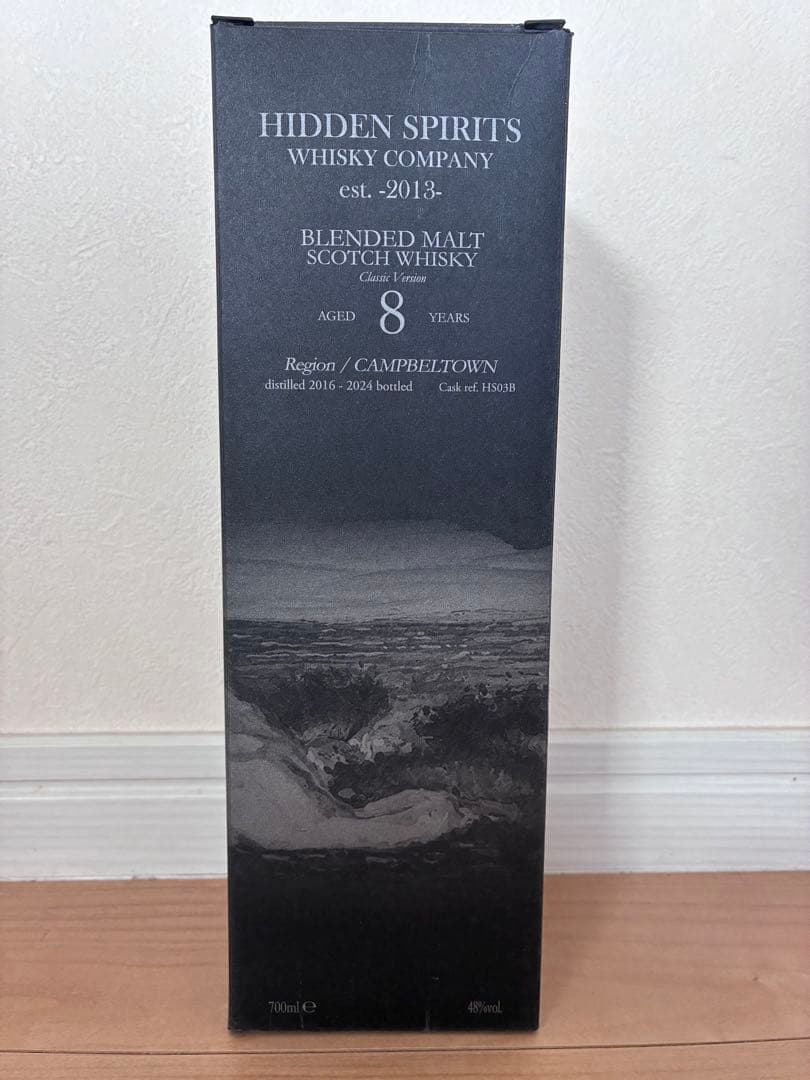 HIDDEN SPIRITS
WHISKY COMPANY
est. -2013-
BLENDED MALT
SCOTCH WHISKY
Classic Version
AGED 8 YEARS
Region / CAMPBELTOWN
distilled 2016 - 2024 bottled Cask ref. HS03B
700ml ℮ 48%vol.